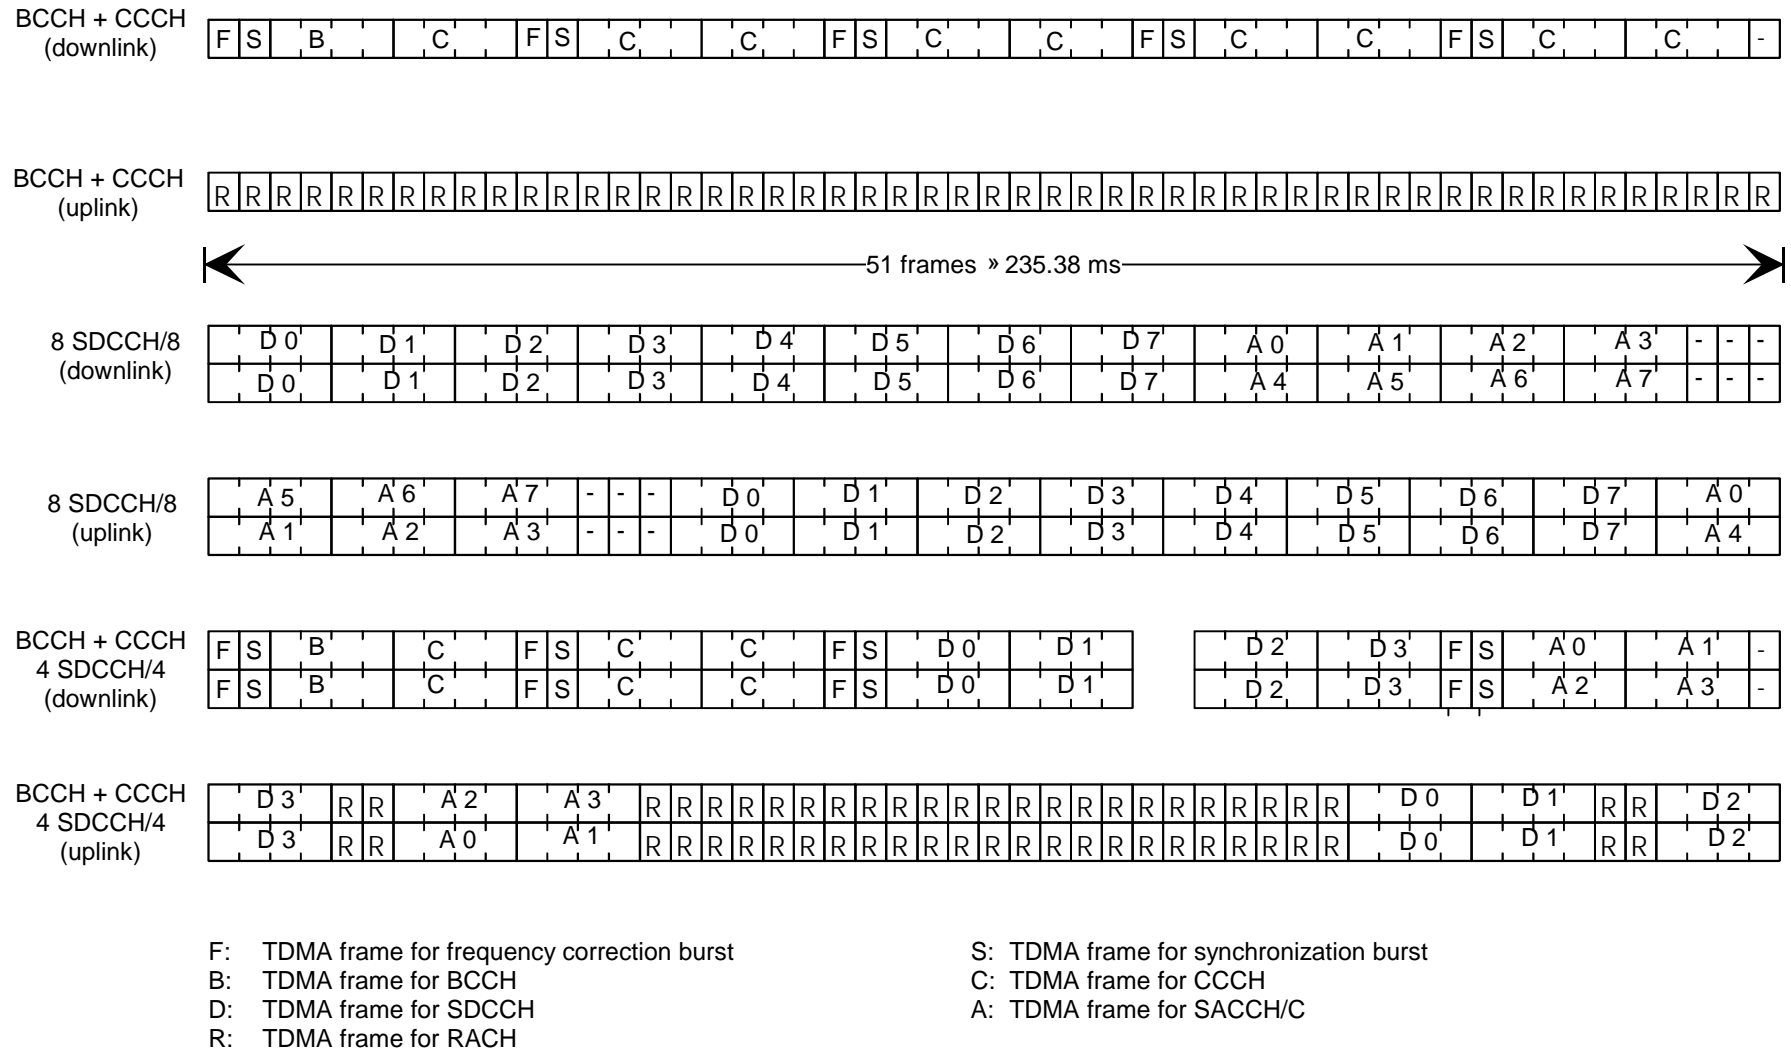 BCCH + CCCH
(downlink)
F S B C F S C C F S C C F S C C F S C C -
BCCH + CCCH
(uplink)
R R R R R R R R R R R R R R R R R R R R R R R R R R R R R R R R R R R R R R R R R R R R R R R R R R R
51 frames » 235.38 ms
8 SDCCH/8
(downlink)
D 0 D 1 D 2 D 3 D 4 D 5 D 6 D 7 A 0 A 1 A 2 A 3 - - -
D 0 D 1 D 2 D 3 D 4 D 5 D 6 D 7 A 4 A 5 A 6 A 7 - - -
8 SDCCH/8
(uplink)
A 5 A 6 A 7 - - - D 0 D 1 D 2 D 3 D 4 D 5 D 6 D 7 A 0
A 1 A 2 A 3 - - - D 0 D 1 D 2 D 3 D 4 D 5 D 6 D 7 A 4
BCCH + CCCH
4 SDCCH/4
(downlink)
F S B C F S C C F S D 0 D 1 D 2 D 3 F S A 0 A 1 -
F S B C F S C C F S D 0 D 1 D 2 D 3 F S A 2 A 3 -
BCCH + CCCH
4 SDCCH/4
(uplink)
D 3 R R A 2 A 3 R R R R R R R R R R R R R R R R R R R R R R R D 0 D 1 R R D 2
D 3 R R A 0 A 1 R R R R R R R R R R R R R R R R R R R R R R R D 0 D 1 R R D 2
F: TDMA frame for frequency correction burst
S: TDMA frame for synchronization burst
B: TDMA frame for BCCH
C: TDMA frame for CCCH
D: TDMA frame for SDCCH
A: TDMA frame for SACCH/C
R: TDMA frame for RACH